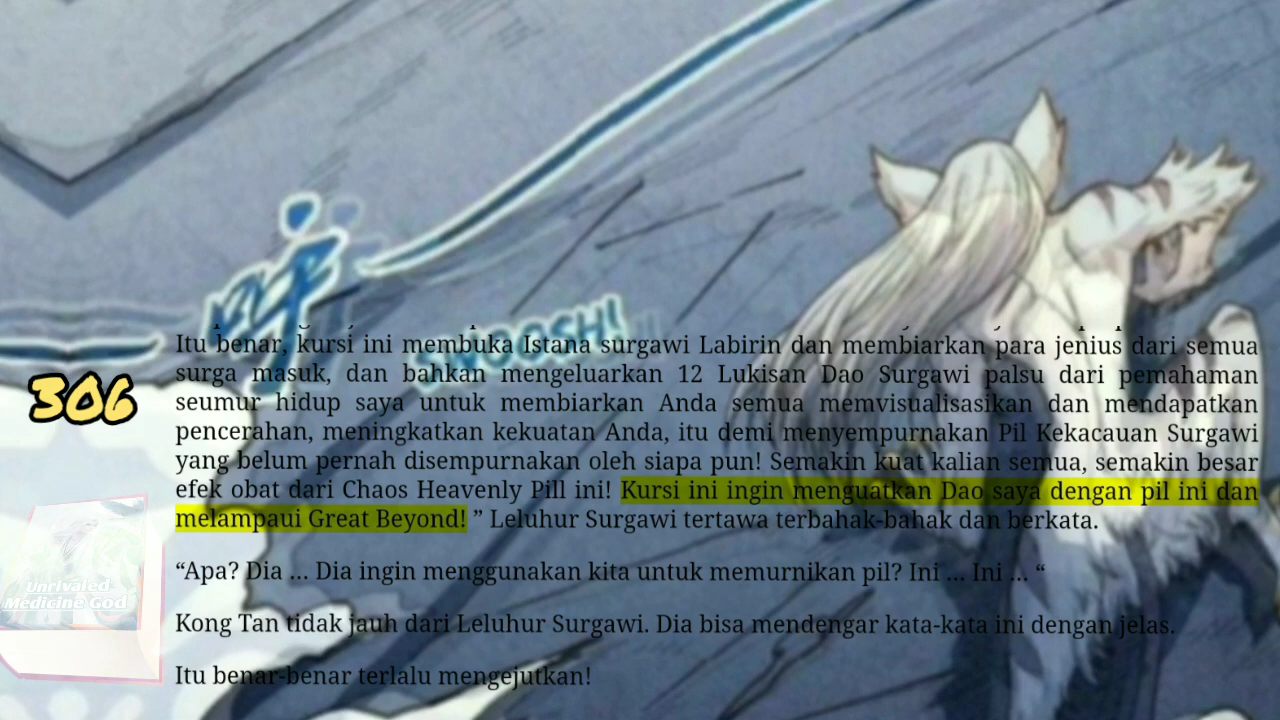 SWOOSH!
Itu benar, kursi ini membuka Istana surgawi Labirin dan membiarkan para jenius dari semua
surga masuk, dan bahkan mengeluarkan 12 Lukisan Dao Surgawi palsu dari pemahaman
306
seumur hidup saya untuk membiarkan Anda semua memvisualisasikan dan mendapatkan
pencerahan, meningkatkan kekuatan Anda, itu demi menyempurnakan Pil Kekacauan Surgawi
yang belum pernah disempurnakan oleh siapa pun! Semakin kuat kalian semua, semakin besar
efek obat dari Chaos Heavenly Pill ini! Kursi ini ingin menguatkan Dao saya dengan pil ini dan
melampaui Great Beyond! ” Leluhur Surgawi tertawa terbahak-bahak dan berkata.
“Apa? Dia ... Dia ingin menggunakan kita untuk memurnikan pil? Ini ... Ini ... “
Unrivaled
Medicine God
Kong Tan tidak jauh dari Leluhur Surgawi. Dia bisa mendengar kata-kata ini dengan jelas.
Itu benar-benar terlalu mengejutkan!